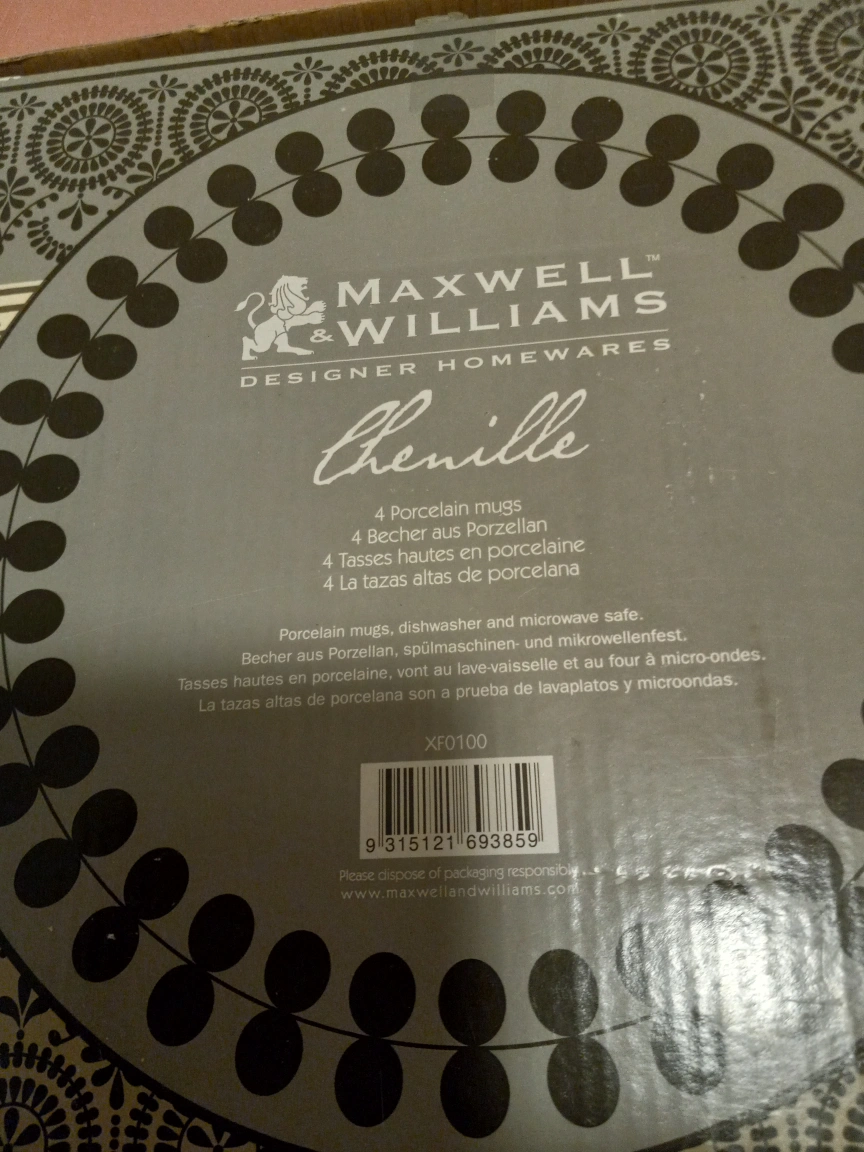 MAXWELL™
& WILLIAMS
DESIGNER HOMEWARES
Chenille
4 Porcelain mugs
4 Becher aus Porzellan
4 Tasses hautes en porcelaine
4 La tazas altas de porcelana
Porcelain mugs, dishwasher and microwave safe.
Becher aus Porzellan, spülmaschinen- und mikrowellenfest.
Tasses hautes en porcelaine, vont au lave-vaisselle et au four à micro-ondes.
La tazas altas de porcelana son a prueba de lavaplatos y microondas.
XF0100
9 315121 693859
Please dispose of packaging responsibly.
www.maxwellandwilliams.com